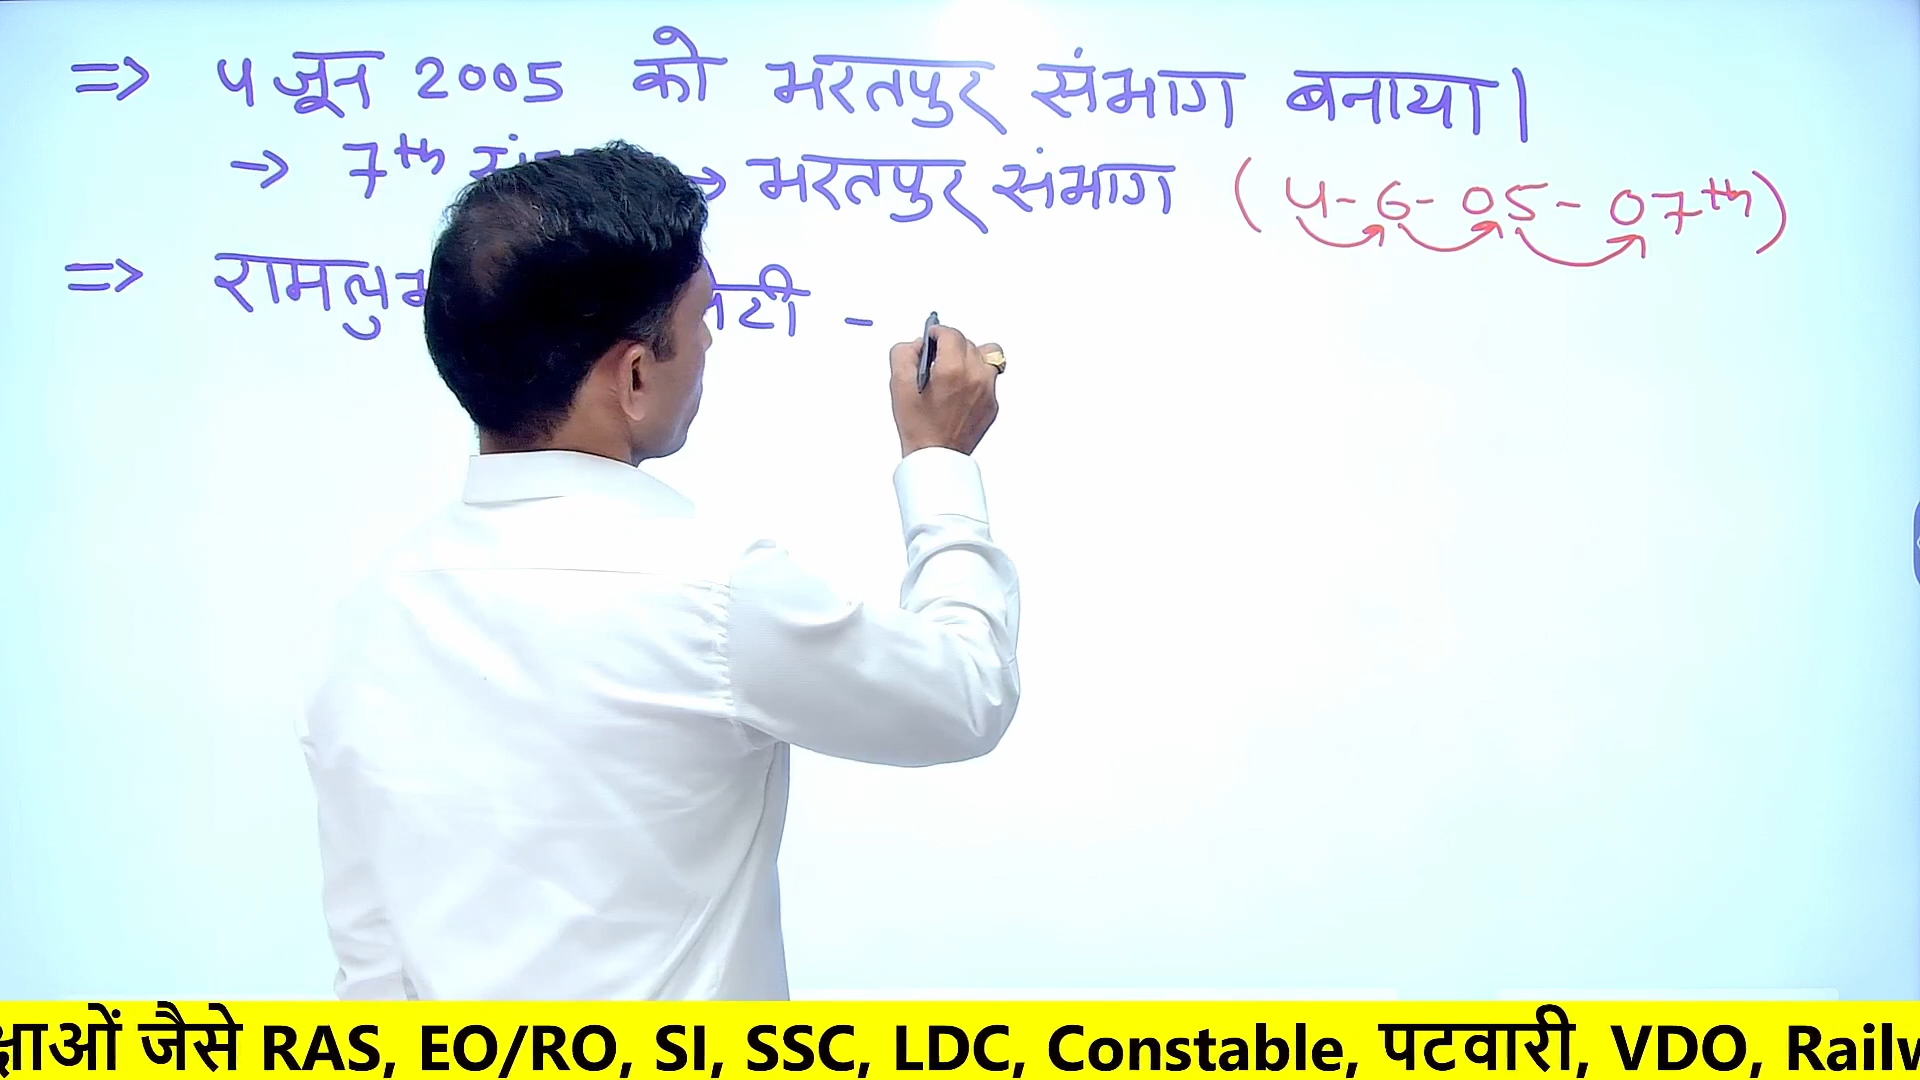 => 4 जून 2005 को भरतपुर संभाग बनाया।
→ 7th → भरतपुर संभाग (4-6-05-07th)
=> -
क्षाओं जैसे RAS, EO/RO, SI, SSC, LDC, Constable, पटवारी, VDO, Railw